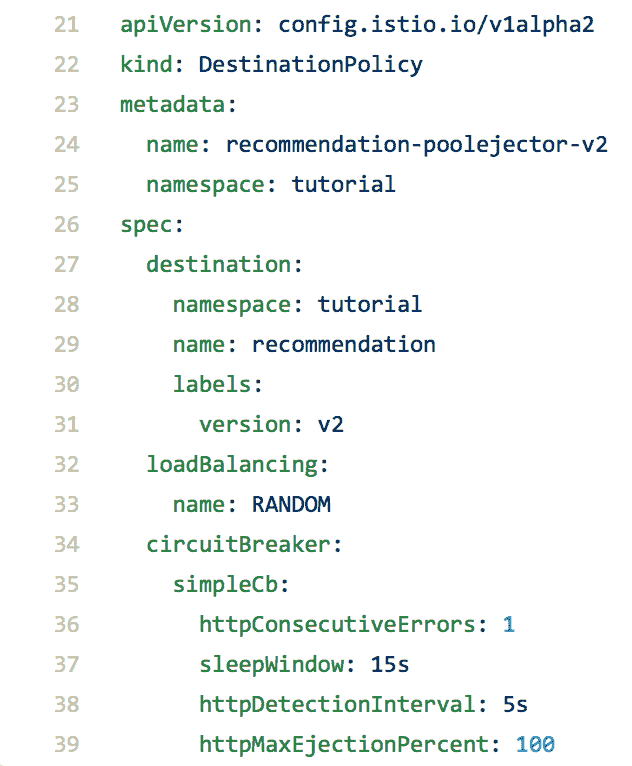 21 apiVersion: config.istio.io/v1alpha2
22 kind: DestinationPolicy
23 metadata:
24   name: recommendation-poolejector-v2
25   namespace: tutorial
26 spec:
27   destination:
28     namespace: tutorial
29     name: recommendation
30     labels:
31       version: v2
32   loadBalancing:
33     name: RANDOM
34   circuitBreaker:
35     simpleCb:
36       httpConsecutiveErrors: 1
37       sleepWindow: 15s
38       httpDetectionInterval: 5s
39       httpMaxEjectionPercent: 100